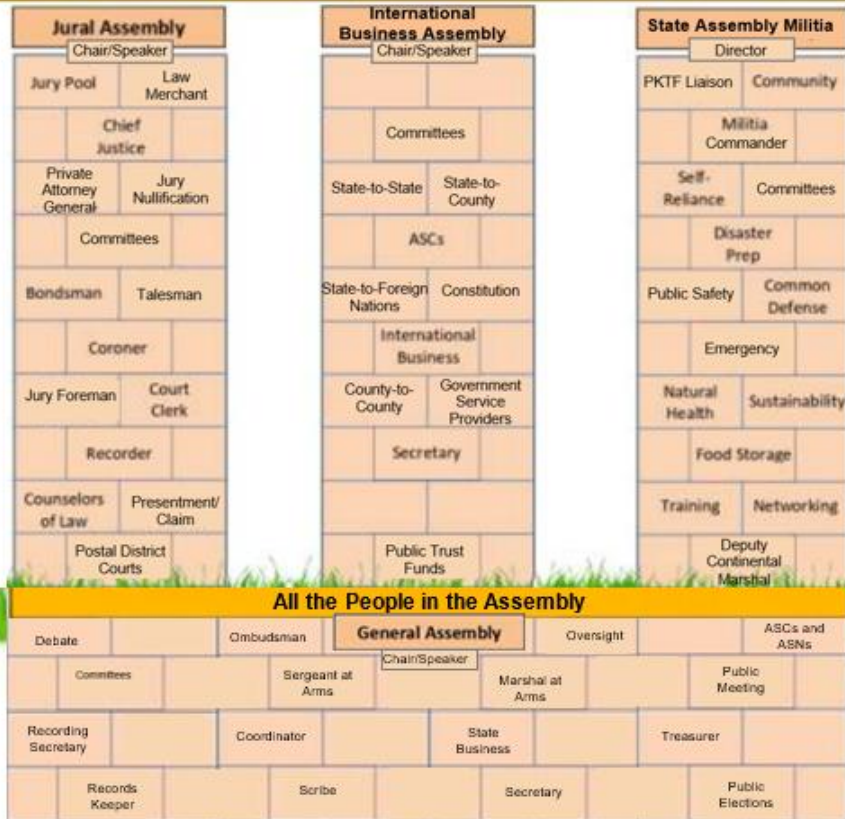 Jural Assembly
Chair/Speaker
Jury Pool
Law
Merchant
Chief
Justice
Private
Attorney
General
Jury
Nullification
Committees
Bondsman
Talesman
Coroner
Jury Foreman
Court
Clerk
Recorder
Counselors
of Law
Presentment/
Claim
Postal District
Courts
International
Business Assembly
Chair/Speaker
Committees
State-to-State
State-to-
County
ASCs
State-to-Foreign
Nations
Constitution
International
Business
County-to-
County
Government
Service
Providers
Secretary
Public Trust
Funds
State Assembly Militia
Director
PKTF Liaison
Community
Militia
Commander
Self-
Reliance
Committees
Disaster
Prep
Public Safety
Common
Defense
Emergency
Natural
Health
Sustainability
Food Storage
Training
Networking
Deputy
Continental
Marshal
All the People in the Assembly
General Assembly
Chair/Speaker
Debate
Ombudsman
Oversight
ASCs and
ASNs
Committees
Sergeant at
Arms
Marshal at
Arms
Public
Meeting
Recording
Secretary
Coordinator
State
Business
Treasurer
Records
Keeper
Scribe
Secretary
Public
Elections